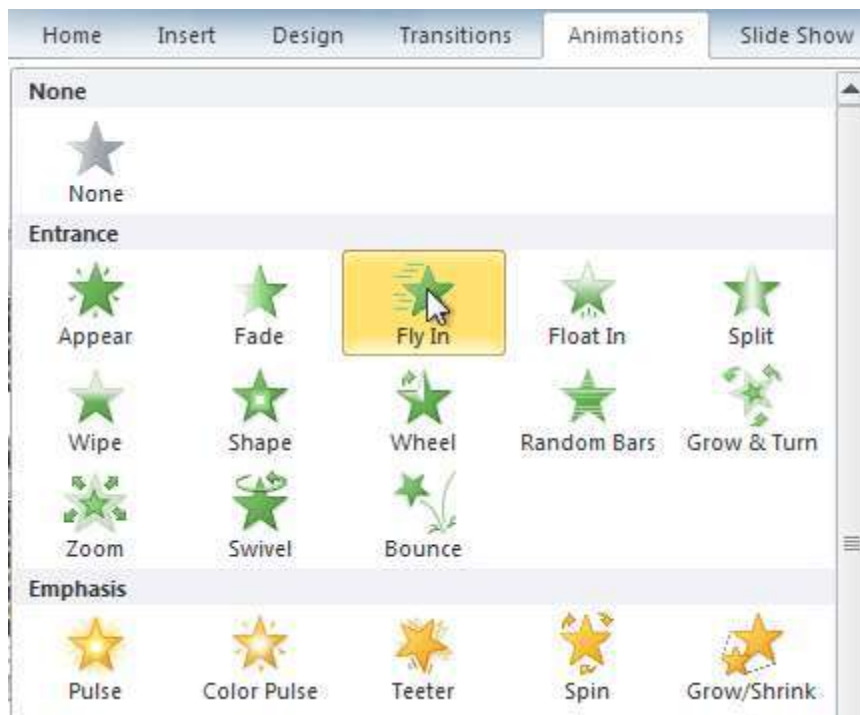 Home Insert Design Transitions Animations Slide Show
None
None
Entrance
Appear Fade Fly In Float In Split
Wipe Shape Wheel Random Bars Grow & Turn
Zoom Swivel Bounce
Emphasis
Pulse Color Pulse Teeter Spin Grow/Shrink